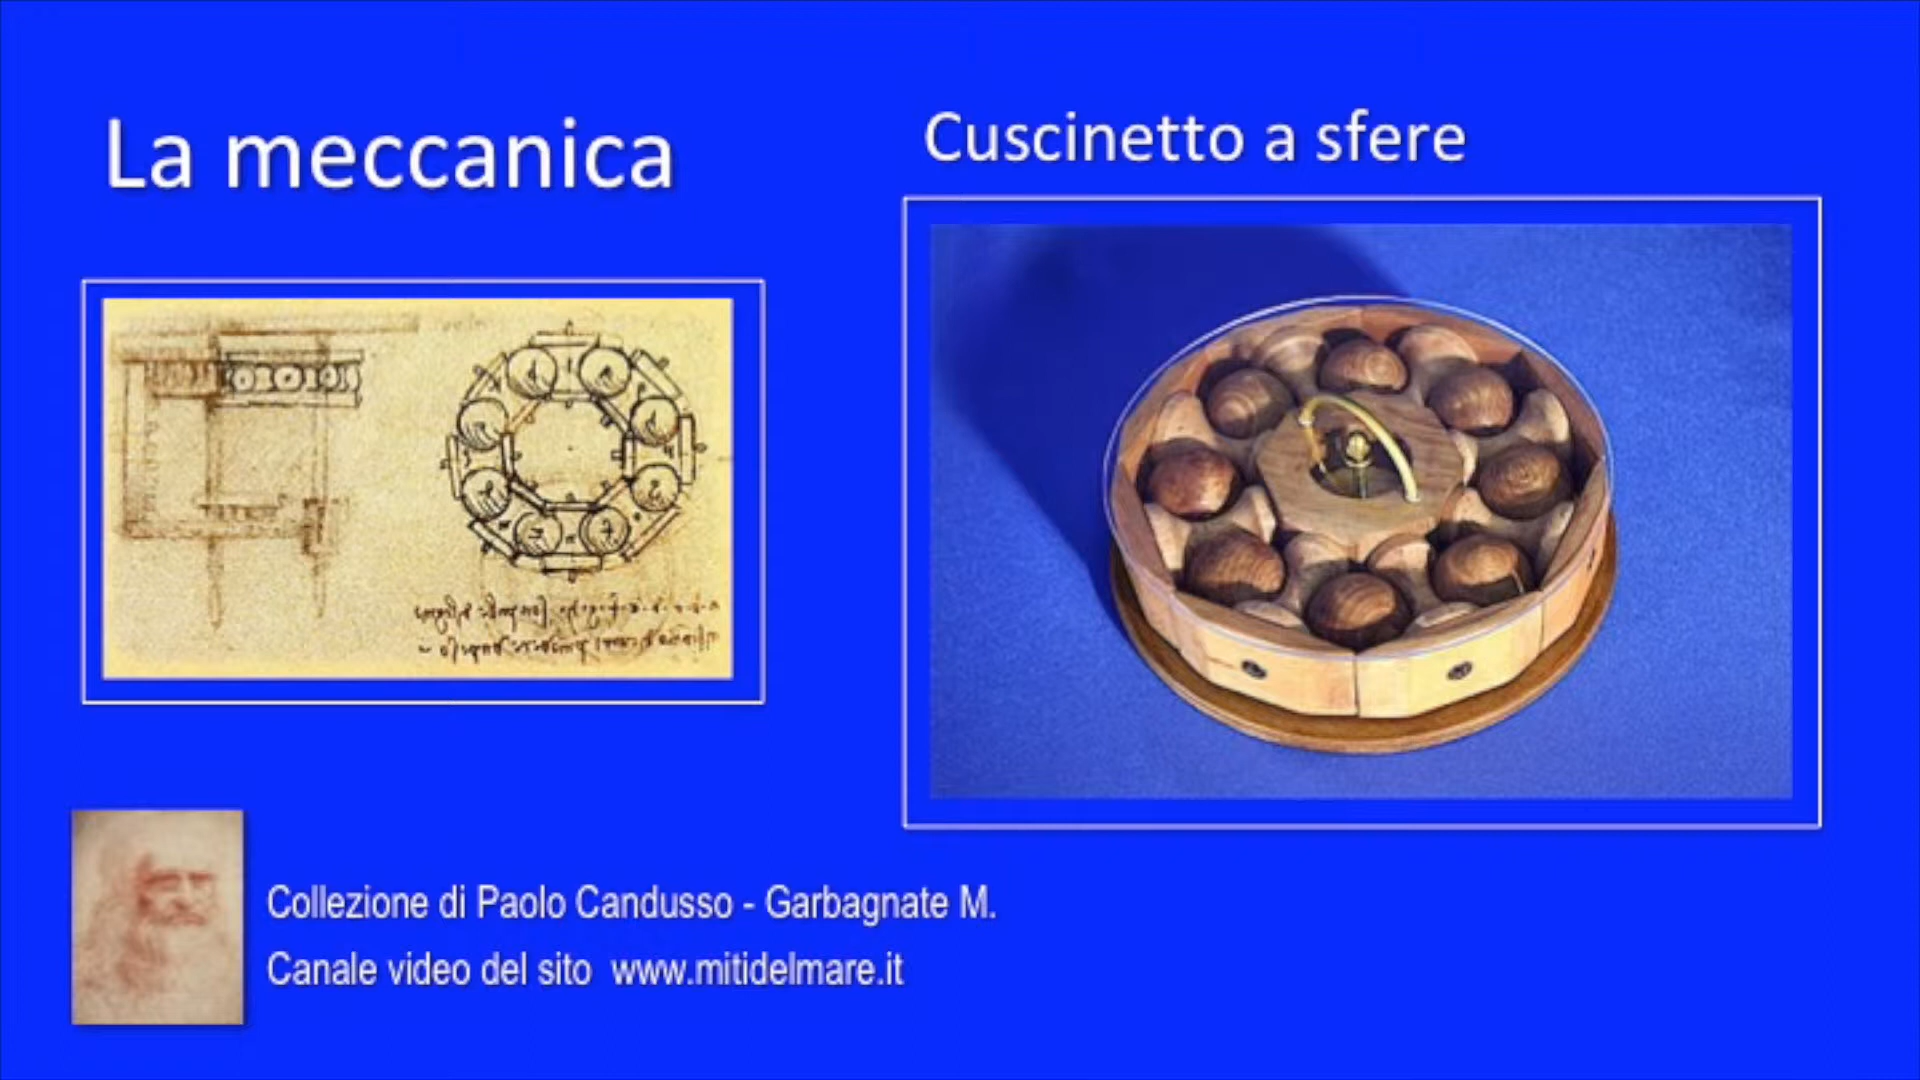 La meccanica
Cuscinetto a sfere
Collezione di Paolo Candusso - Garbagnate M.
Canale video del sito www.mitidelmare.it